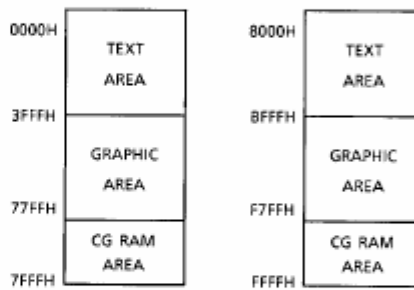 0000H
TEXT
AREA
3FFFH
GRAPHIC
AREA
77FFH
CG RAM
AREA
7FFFH
8000H
TEXT
AREA
BFFFH
GRAPHIC
AREA
F7FFH
CG RAM
AREA
FFFFH